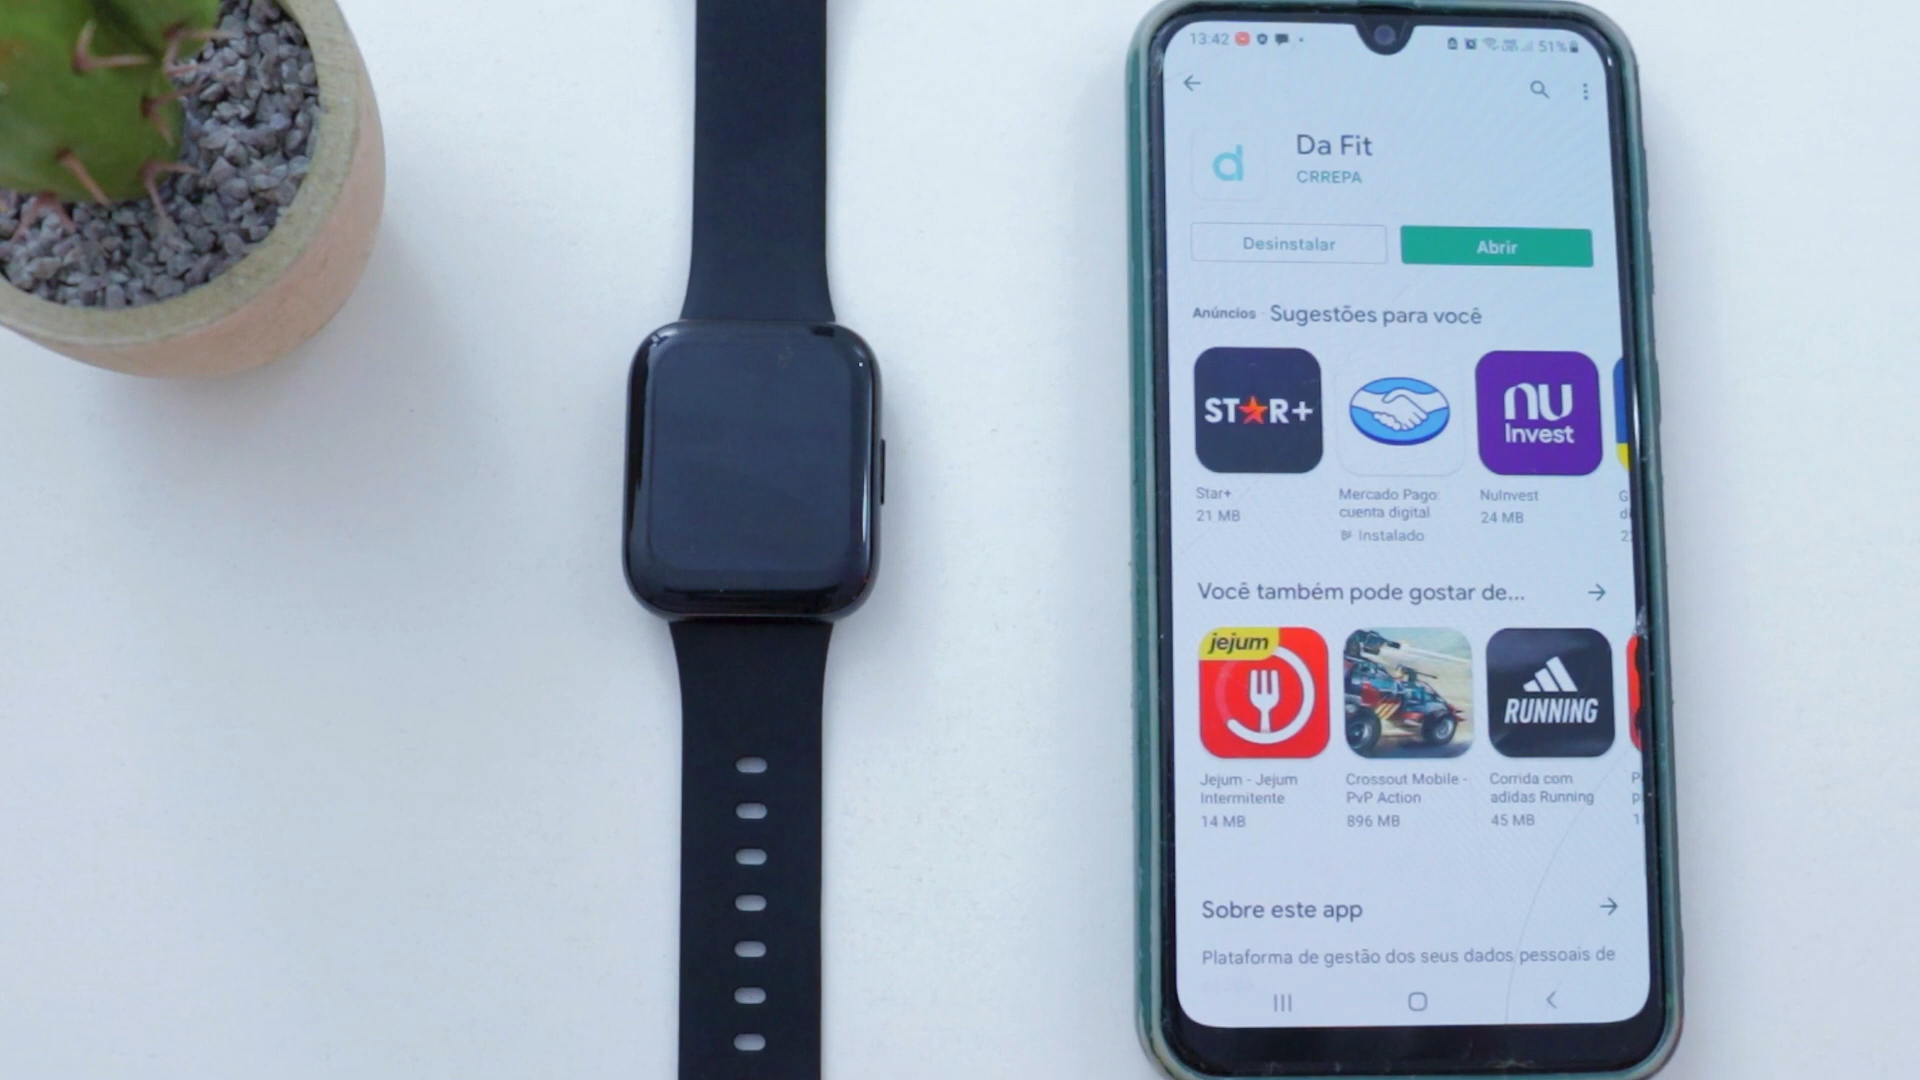 13:42
51%
Da Fit
CRREPA
Desinstalar
Abrir
Anúncios · Sugestões para você
ST★R+
nu
Invest
Star+
21 MB
Mercado Pago:
cuenta digital
Instalado
NuInvest
24 MB
Você também pode gostar de...
jejum
RUNNING
Jejum - Jejum
Intermitente
14 MB
Crossout Mobile -
PvP Action
896 MB
Corrida com
adidas Running
45 MB
Sobre este app
Plataforma de gestão dos seus dados pessoais de